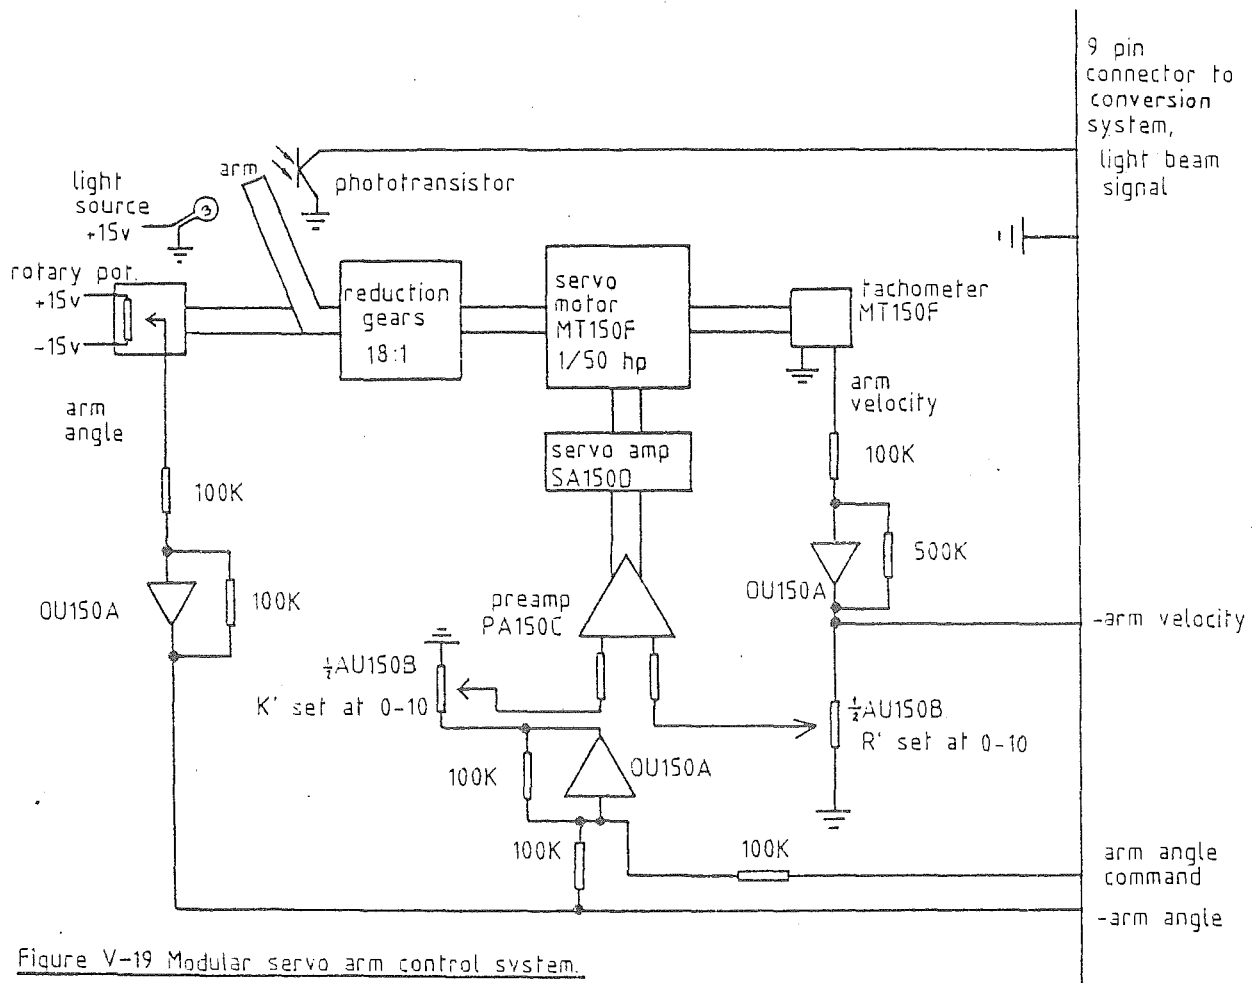 9 pin
connector to
conversion
system,
light beam
signal
arm
phototransistor
light
source
+15v
3
rotary pot.
+15v
-15v
reduction
gears
18:1
servo
motor
MT150F
1/50 hp
tachometer
MT150F
arm
velocity
arm
angle
servo amp
SA150D
100K
100K
500K
OU150A
100K
OU150A
preamp
PA150C
-arm velocity
½AU150B
K' set at 0-10
½AU150B
R' set at 0-10
100K
OU150A
100K
100K
arm angle
command
-arm angle
Figure V-19 Modular servo arm control system.